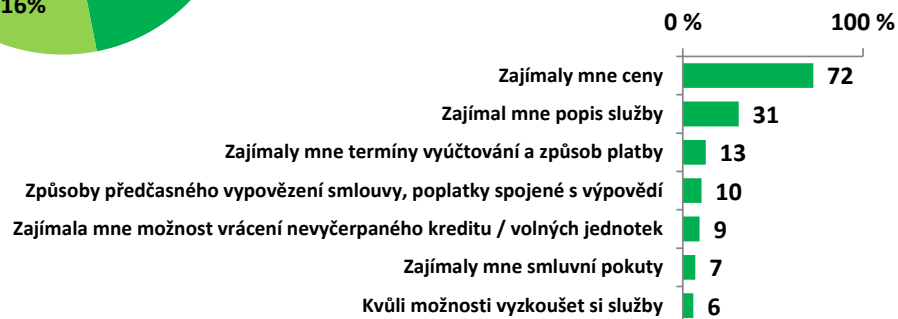 16%
0 % 100 %
Zajímaly mne ceny 72
Zajímal mne popis služby 31
Zajímaly mne termíny vyúčtování a způsob platby 13
Způsoby předčasného vypovězení smlouvy, poplatky spojené s výpovědí 10
Zajímala mne možnost vrácení nevyčerpaného kreditu / volných jednotek 9
Zajímaly mne smluvní pokuty 7
Kvůli možnosti vyzkoušet si služby 6